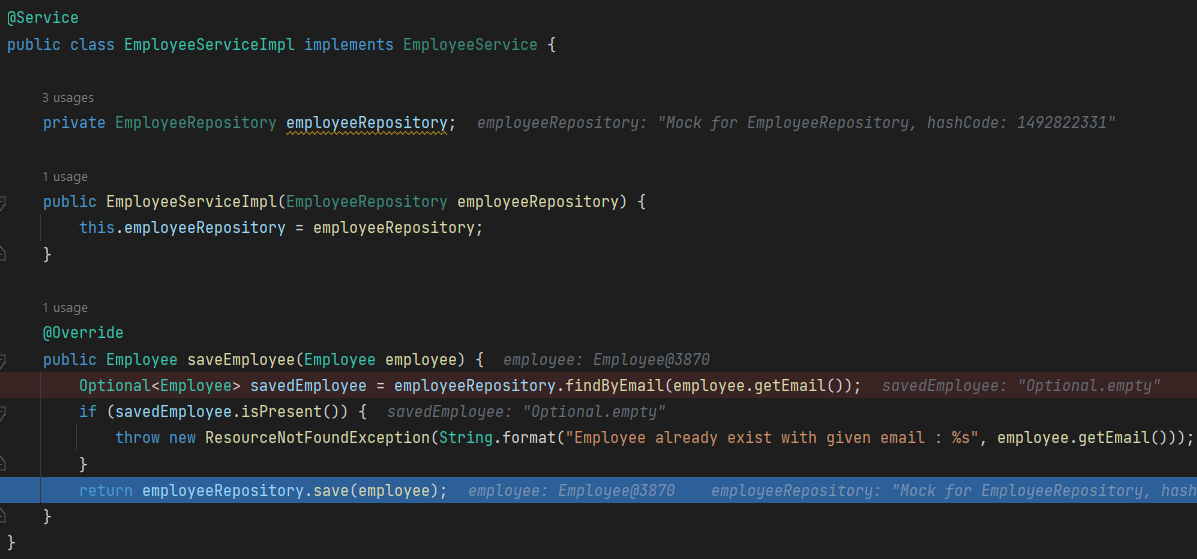 @Service
public class EmployeeServiceImpl implements EmployeeService {
3 usages
private EmployeeRepository employeeRepository; employeeRepository: "Mock for EmployeeRepository, hashCode: 1492822331"
1 usage
public EmployeeServiceImpl(EmployeeRepository employeeRepository) {
this.employeeRepository = employeeRepository;
}
1 usage
@Override
public Employee saveEmployee(Employee employee) { employee: Employee@3870
Optional<Employee> savedEmployee = employeeRepository.findByEmail(employee.getEmail()); savedEmployee: "Optional.empty"
if (savedEmployee.isPresent()) { savedEmployee: "Optional.empty"
throw new ResourceNotFoundException(String.format("Employee already exist with given email : %s", employee.getEmail()));
}
return employeeRepository.save(employee); employee: Employee@3870 employeeRepository: "Mock for EmployeeRepository, hash
}
}